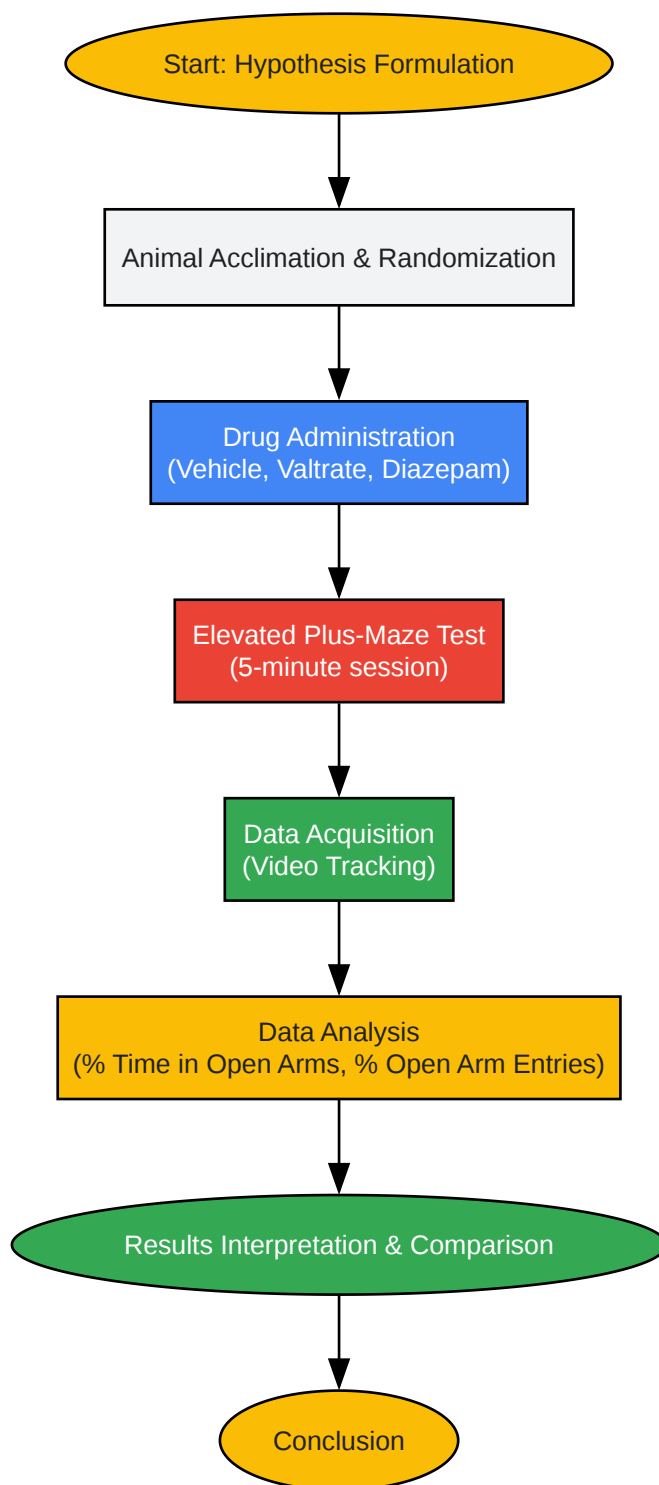 Start: Hypothesis Formulation
Animal Acclimation & Randomization
Drug Administration
(Vehicle, Valtrate, Diazepam)
Elevated Plus-Maze Test
(5-minute session)
Data Acquisition
(Video Tracking)
Data Analysis
(% Time in Open Arms, % Open Arm Entries)
Results Interpretation & Comparison
Conclusion